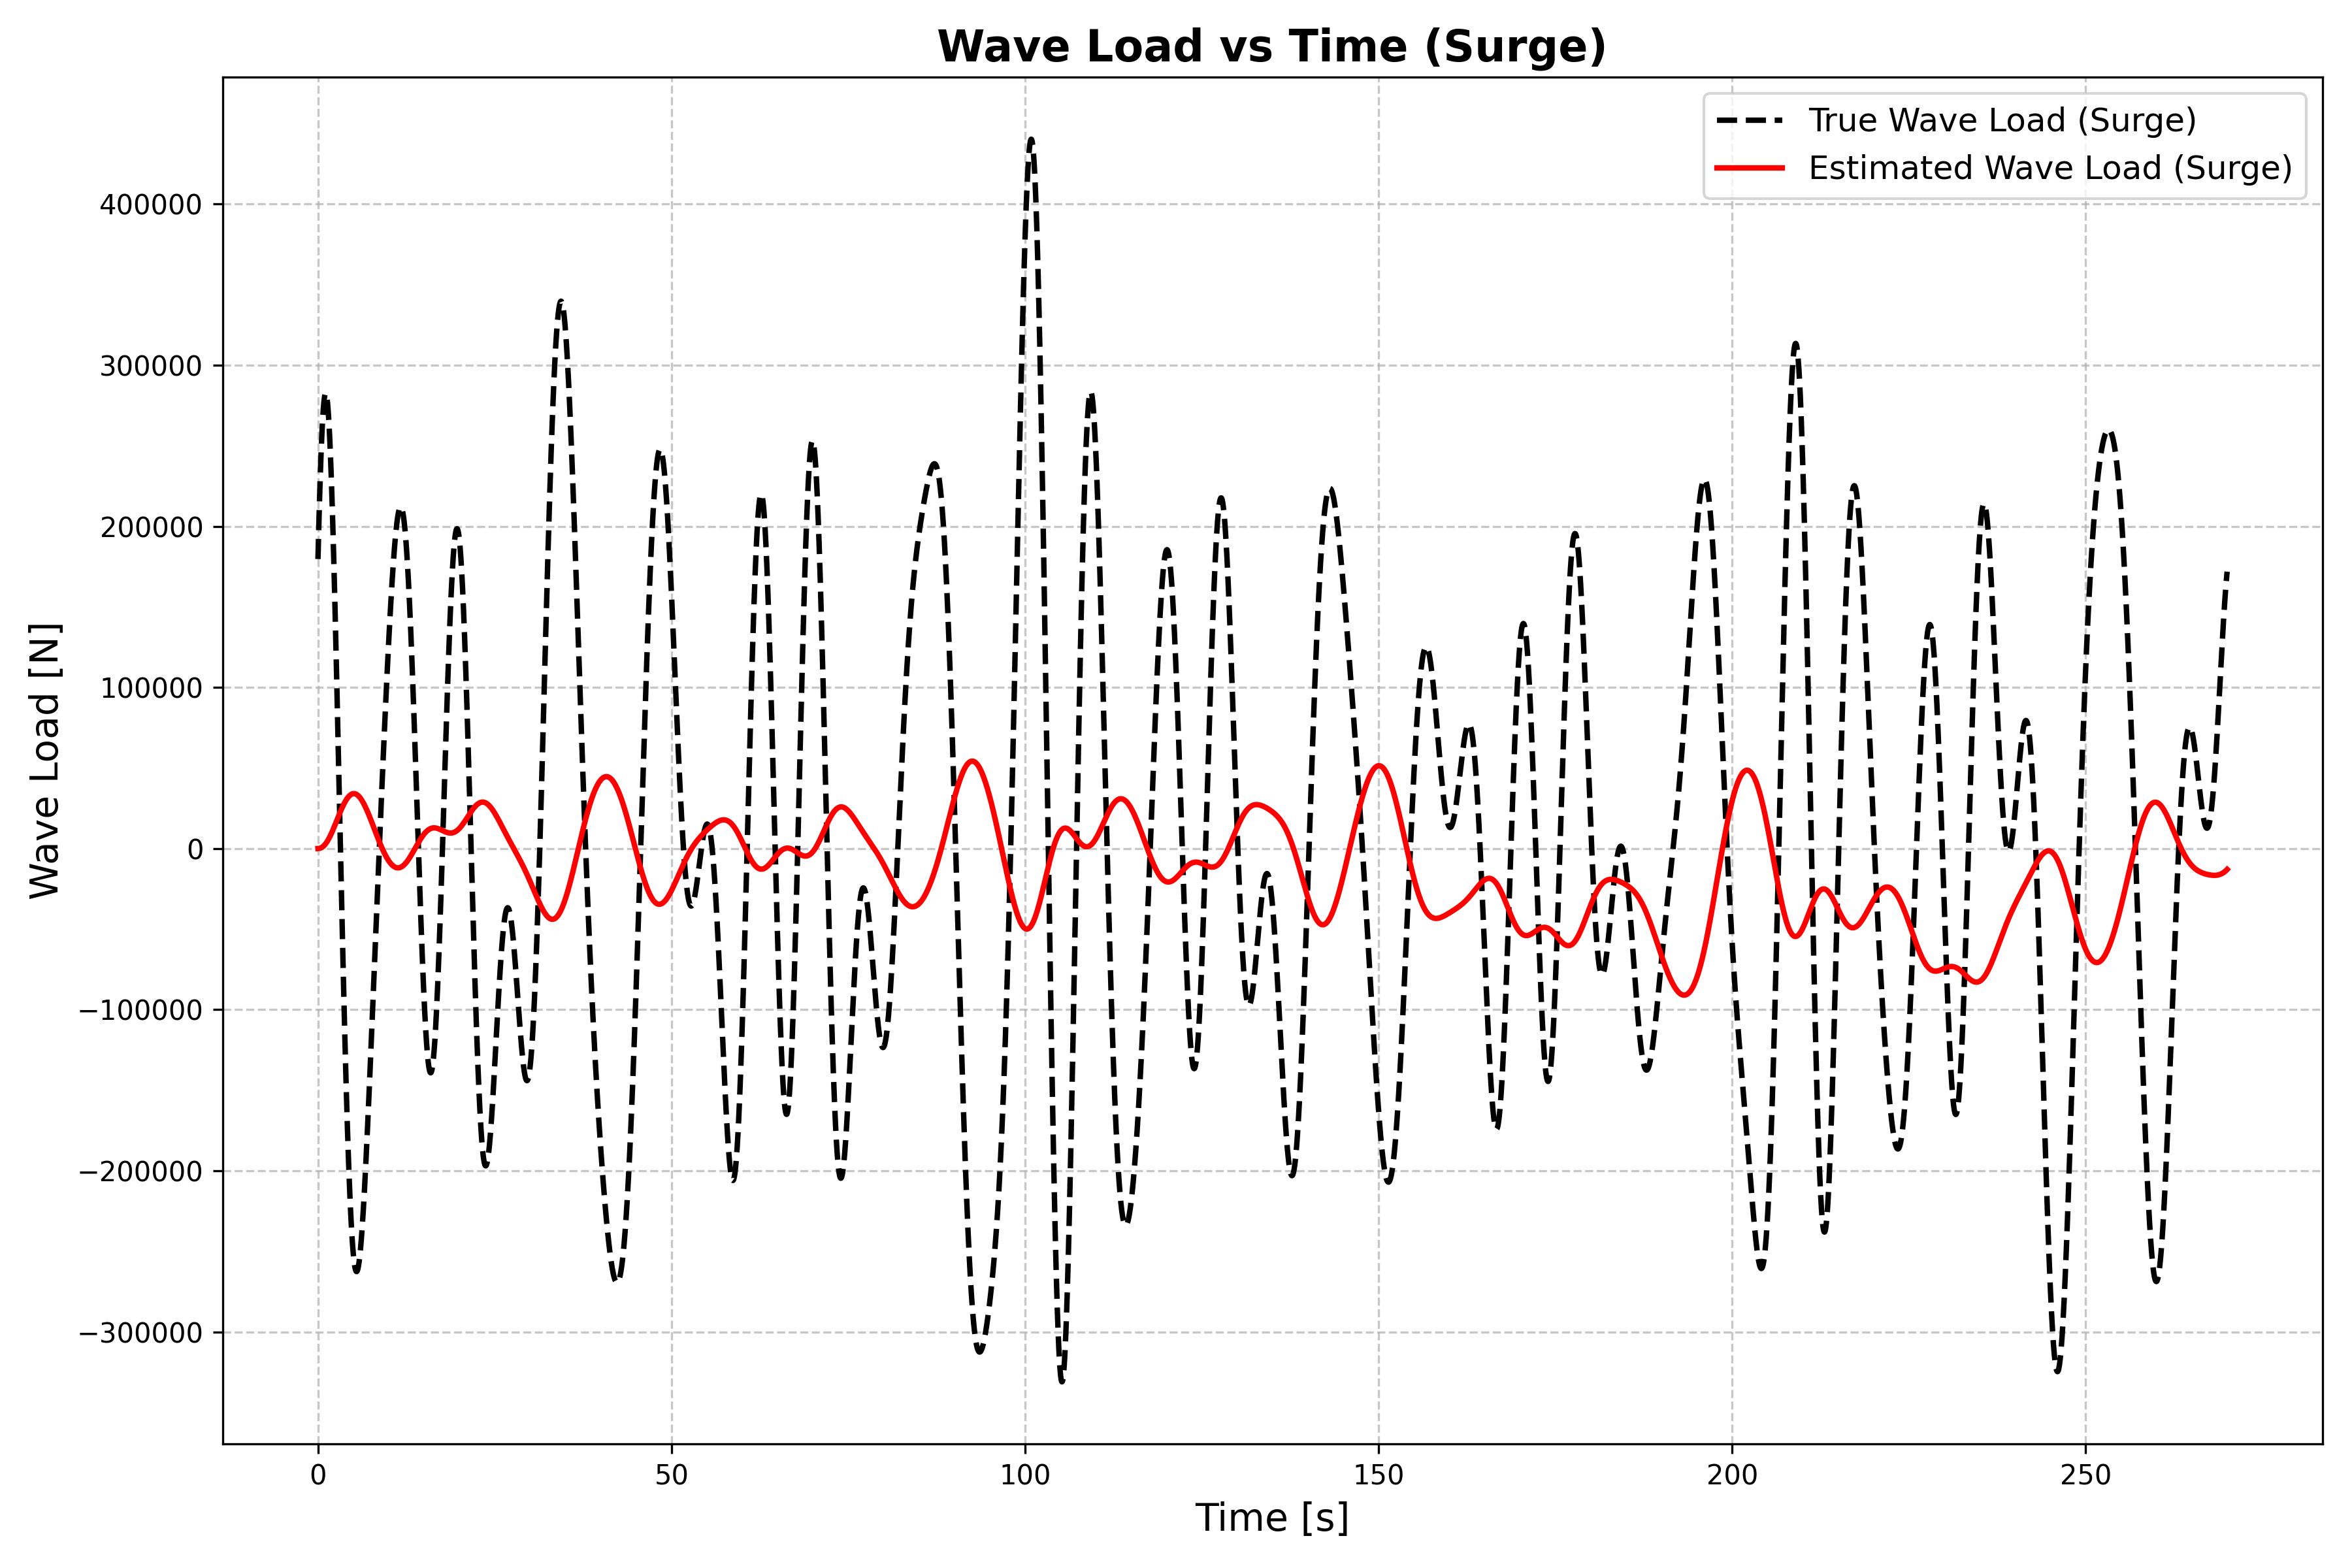 Wave Load vs Time (Surge)
True Wave Load (Surge)
Estimated Wave Load (Surge)
Wave Load [N]
400000
300000
200000
100000
0
−100000
−200000
−300000
0 50 100 150 200 250
Time [s]